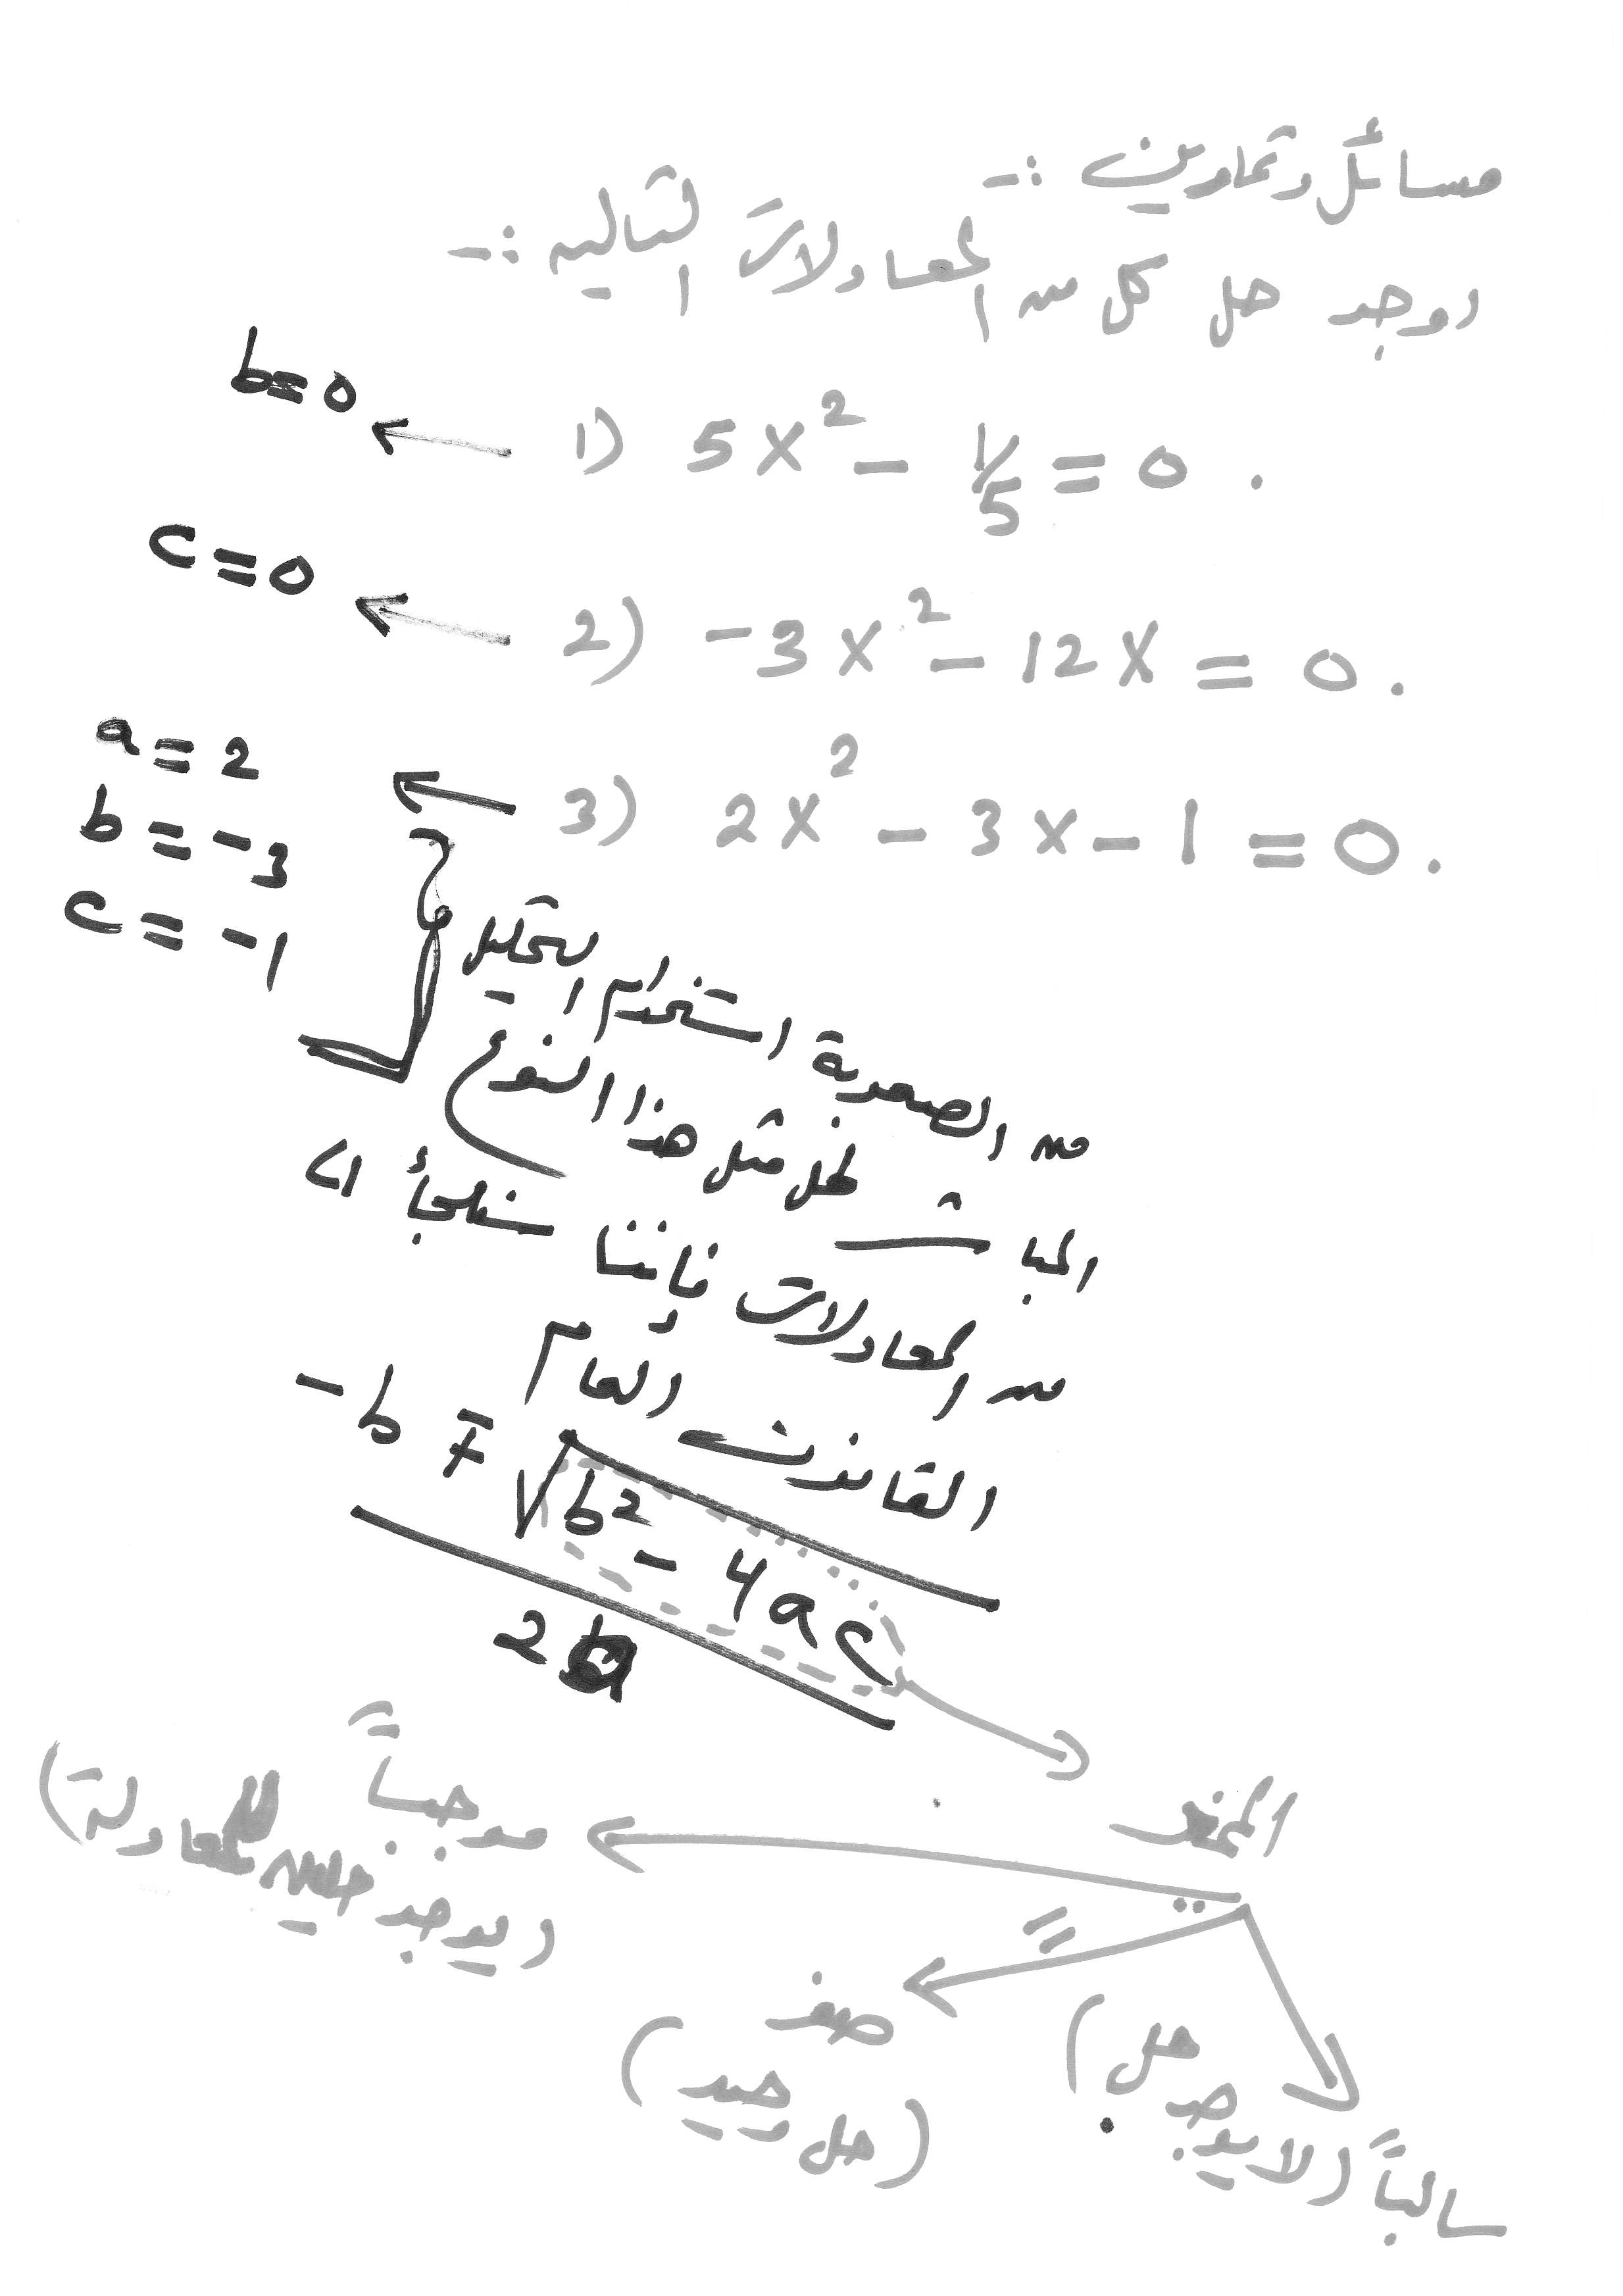 مسائل وتمارين :-
اوجد حل كل من المعادلات التاليه :-
1) 5x² - 1/5 = 0 .
b = 0
2) -3x² - 12x = 0 .
c = 0
3) 2x² - 3x - 1 = 0 .
a = 2
b = -3
c = -1
من الصعوبة استخدام التحليل
المباشر لحل مثل هذا النوع
من المعادلات فإننا سنلجأ الى
القانون العام
-b ∓ √b² - 4ac
2a
المميز
موجباً
(يوجد حلين للمعادلة)
= صفر
(حل وحيد)
سالباً (لا يوجد حل)